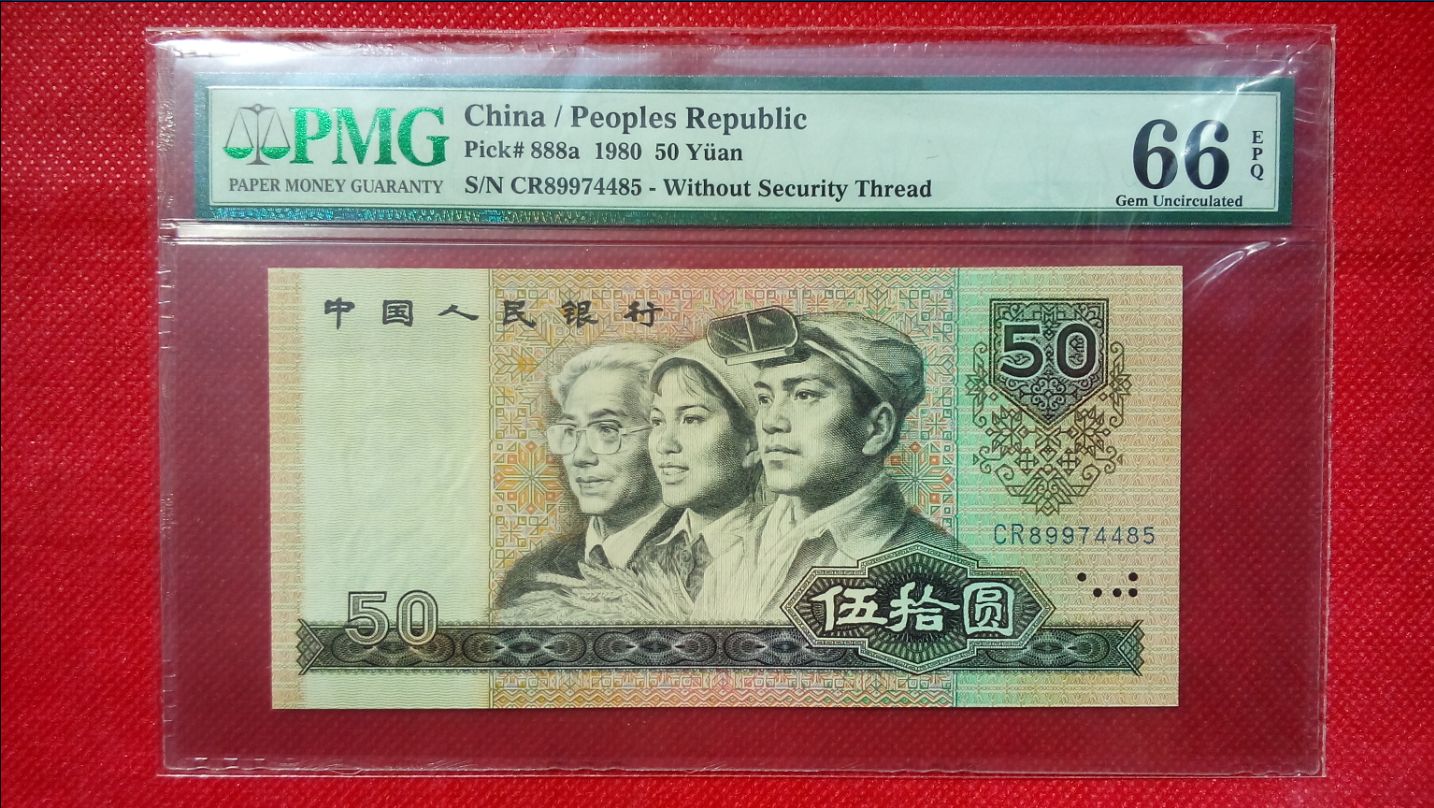 PMG
PAPER MONEY GUARANTY
China / Peoples Republic
Pick# 888a 1980 50 Yüan
S/N CR89974485 - Without Security Thread
66
EPQ
Gem Uncirculated
中国人民银行
50
CR89974485
50
伍拾圆